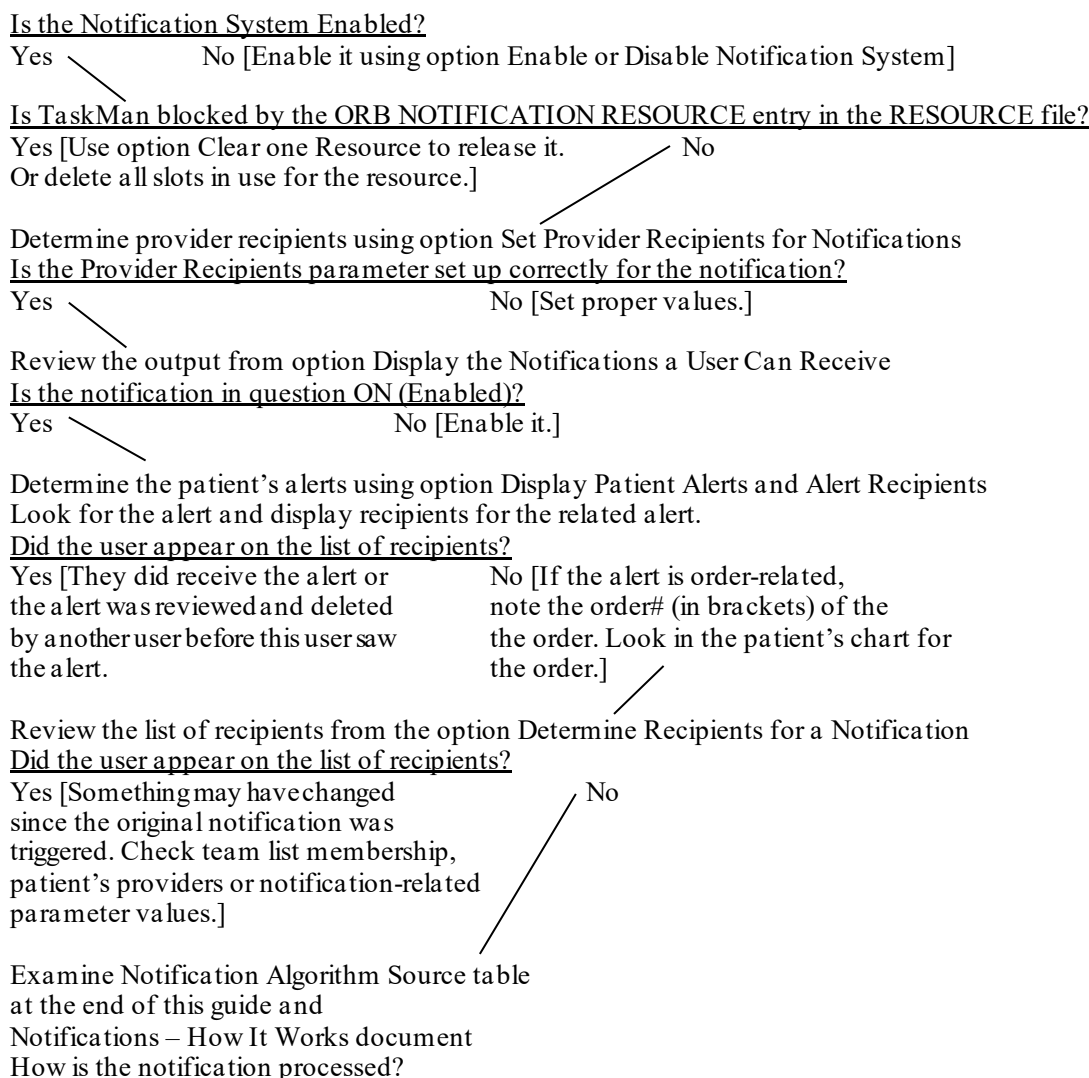 Is the Notification System Enabled?
Yes No [Enable it using option Enable or Disable Notification System]
Is TaskMan blocked by the ORB NOTIFICATION RESOURCE entry in the RESOURCE file?
Yes [Use option Clear one Resource to release it. No
Or delete all slots in use for the resource.]
Determine provider recipients using option Set Provider Recipients for Notifications
Is the Provider Recipients parameter set up correctly for the notification?
Yes No [Set proper values.]
Review the output from option Display the Notifications a User Can Receive
Is the notification in question ON (Enabled)?
Yes No [Enable it.]
Determine the patient's alerts using option Display Patient Alerts and Alert Recipients
Look for the alert and display recipients for the related alert.
Did the user appear on the list of recipients?
Yes [They did receive the alert or No [If the alert is order-related,
the alert was reviewed and deleted note the order# (in brackets) of the
by another user before this user saw the order. Look in the patient's chart for
the alert. the order.]
Review the list of recipients from the option Determine Recipients for a Notification
Did the user appear on the list of recipients?
Yes [Something may have changed No
since the original notification was
triggered. Check team list membership,
patient's providers or notification-related
parameter values.]
Examine Notification Algorithm Source table
at the end of this guide and
Notifications – How It Works document
How is the notification processed?